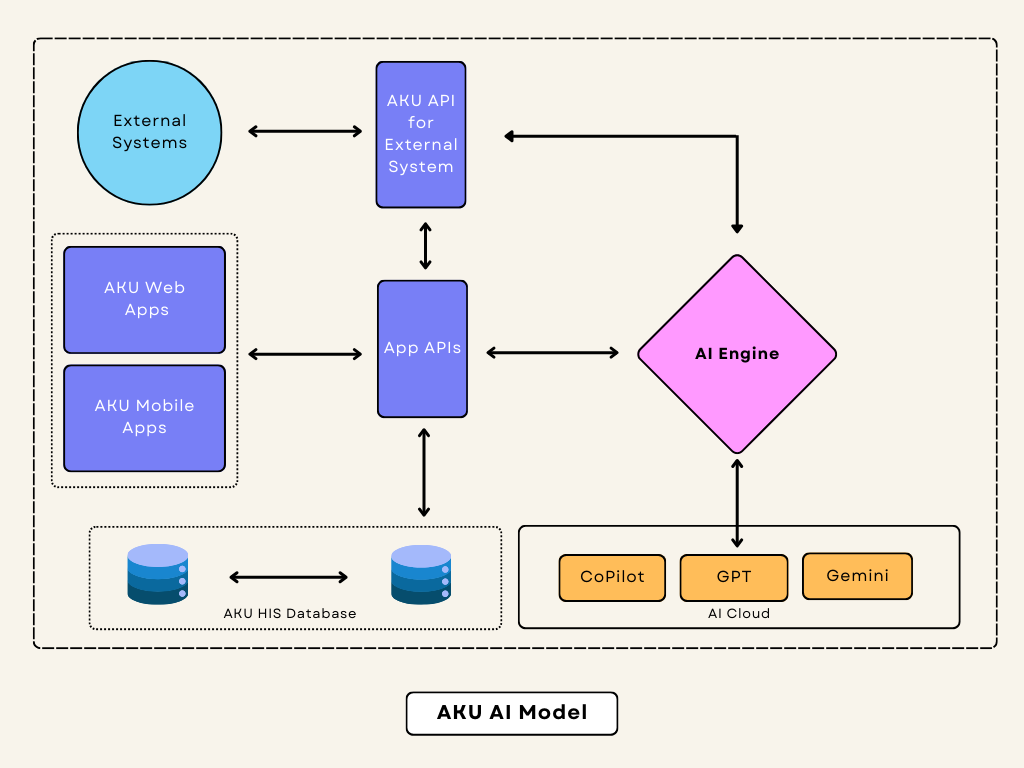 External
Systems
AKU API
for
External
System
AKU Web
Apps
AKU Mobile
Apps
App APIs
AI Engine
AKU HIS Database
CoPilot
GPT
Gemini
AI Cloud
AKU AI Model